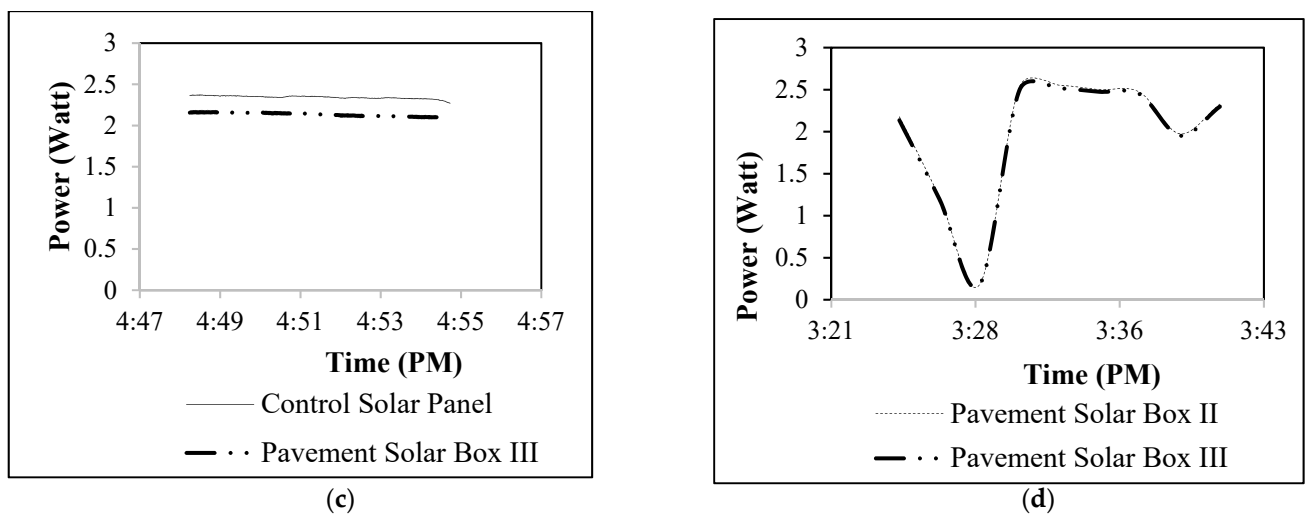 3
2.5
2
1.5
1
0.5
0
Power (Watt)
4:47 4:49 4:51 4:53 4:55 4:57
Time (PM)
Control Solar Panel
Pavement Solar Box III
(c)
3
2.5
2
1.5
1
0.5
0
Power (Watt)
3:21 3:28 3:36 3:43
Time (PM)
Pavement Solar Box II
Pavement Solar Box III
(d)